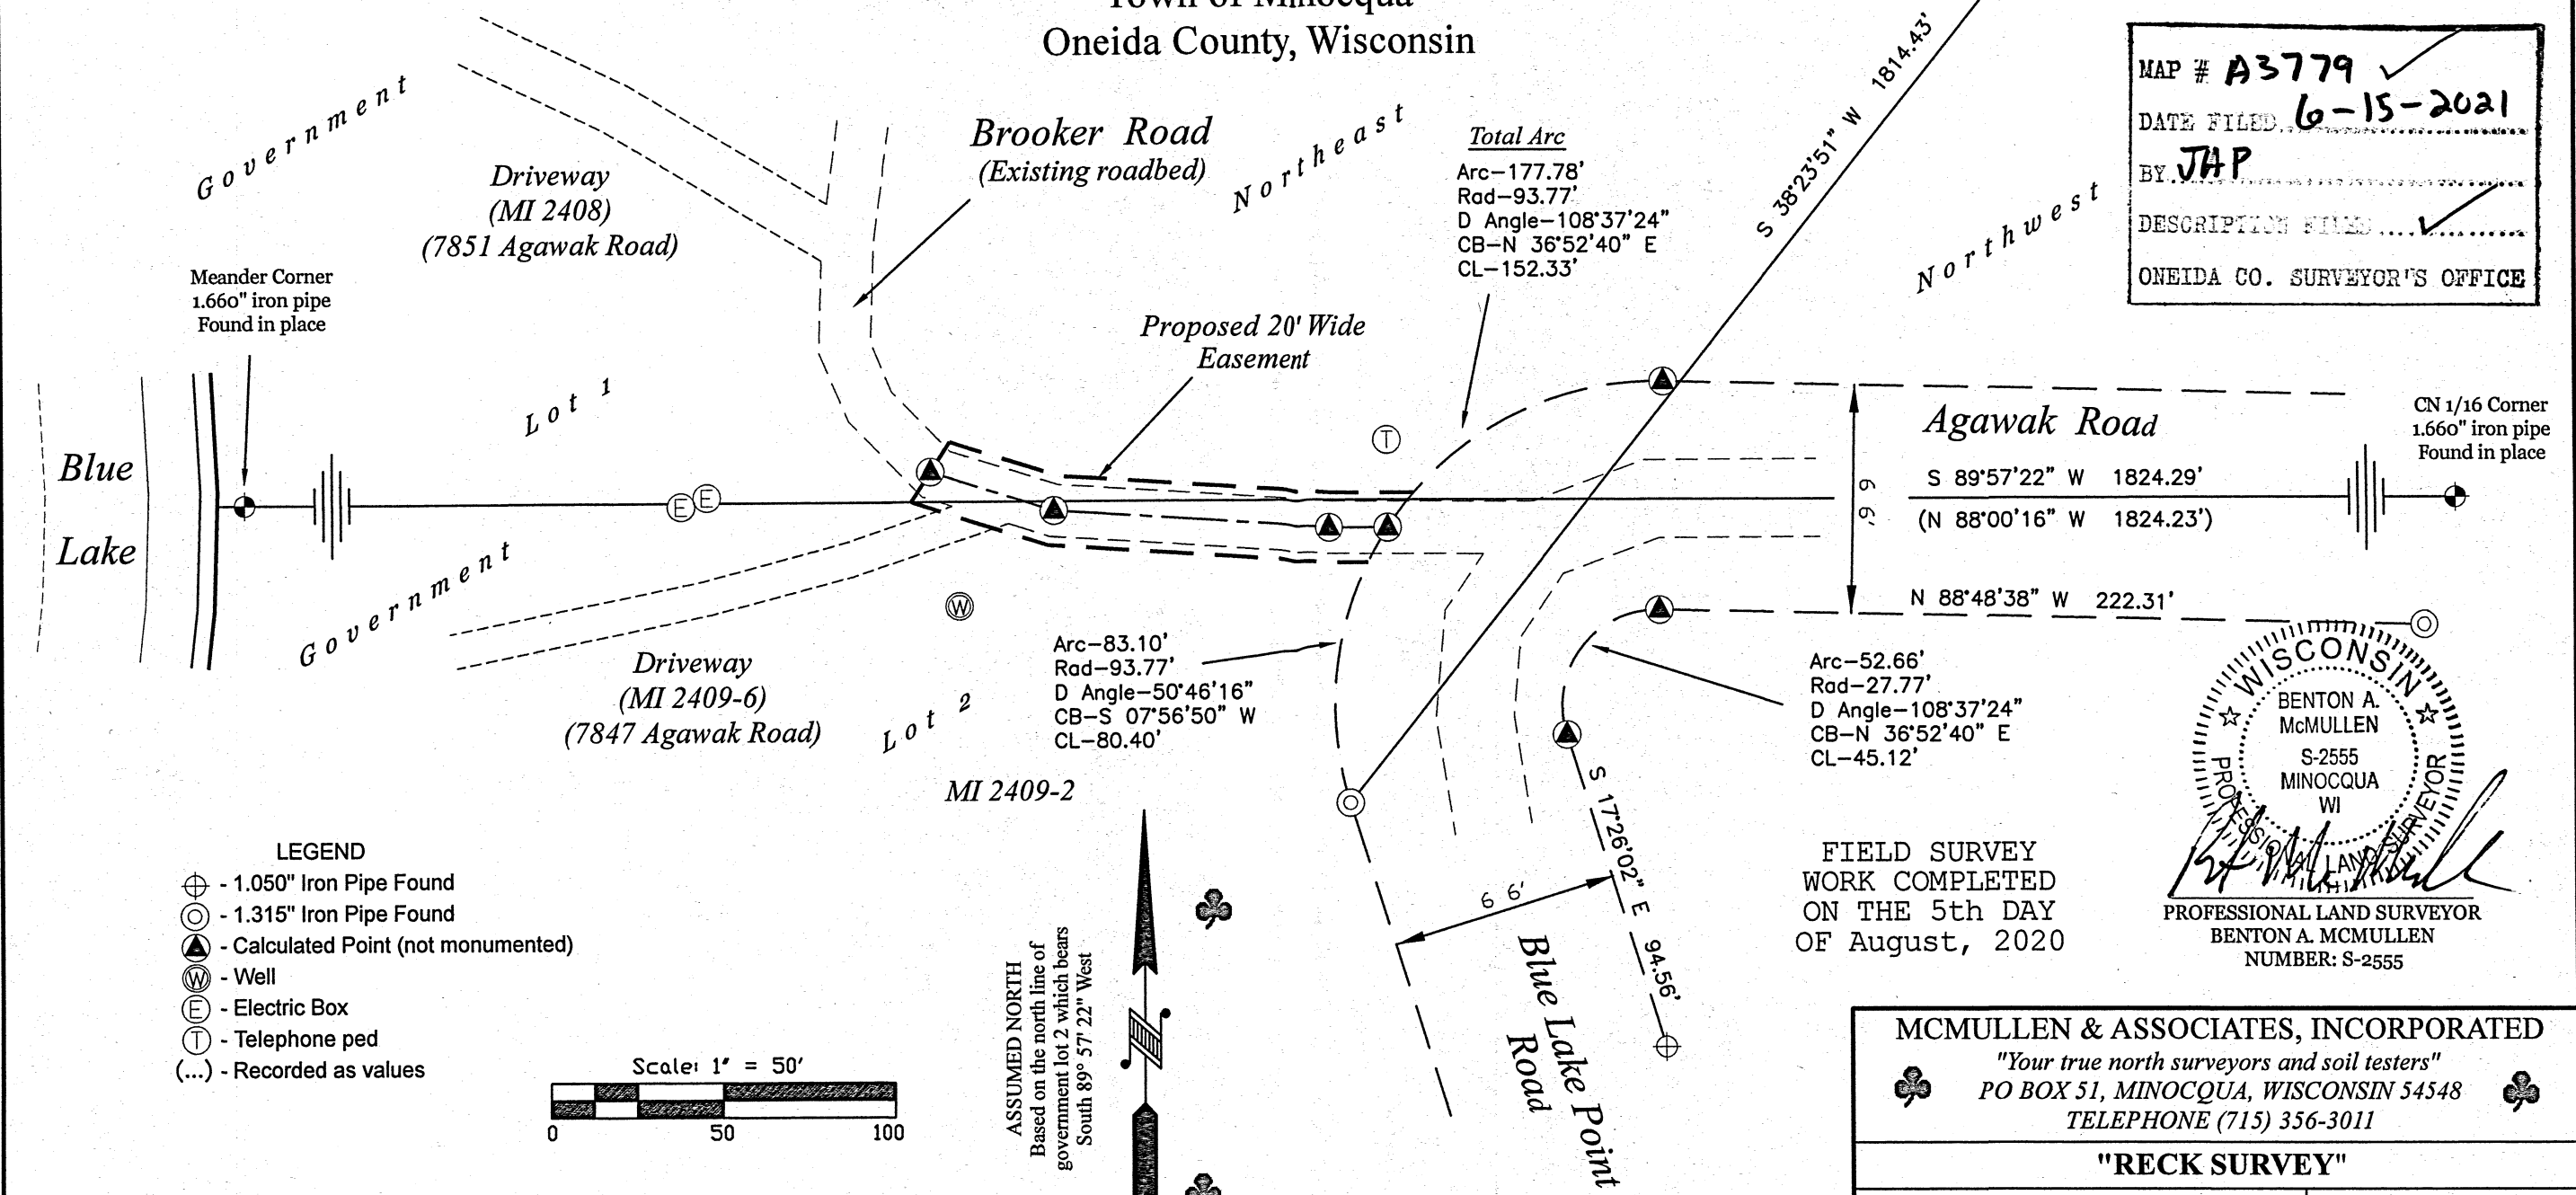 Town of Minocqua
Oneida County, Wisconsin
MAP # A3779
DATE FILED 6-15-2021
BY JAP
DESCRIPTION FILED
ONEIDA CO. SURVEYOR'S OFFICE
Government
Driveway
(MI 2408)
(7851 Agawak Road)
Brooker Road
(Existing roadbed)
Northeast
Total Arc
Arc-177.78'
Rad-93.77'
D Angle-108°37'24"
CB-N 36°52'40" E
CL-152.33'
S 38°23'51" W 1814.43'
Northwest
Meander Corner
1.660" iron pipe
Found in place
Proposed 20' Wide
Easement
Lot 1
T
Blue
Lake
E
E
Agawak Road
66'
S 89°57'22" W 1824.29'
(N 88°00'16" W 1824.23')
CN 1/16 Corner
1.660" iron pipe
Found in place
N 88°48'38" W 222.31'
Government
W
Driveway
(MI 2409-6)
(7847 Agawak Road)
Lot 2
MI 2409-2
Arc-83.10'
Rad-93.77'
D Angle-50°46'16"
CB-S 07°56'50" W
CL-80.40'
Arc-52.66'
Rad-27.77'
D Angle-108°37'24"
CB-N 36°52'40" E
CL-45.12'
S 17°26'02" E 94.56'
66'
Blue Lake Point
Road
WISCONSIN
BENTON A.
McMULLEN
S-2555
MINOCQUA
WI
PROFESSIONAL LAND SURVEYOR
FIELD SURVEY
WORK COMPLETED
ON THE 5th DAY
OF August, 2020
PROFESSIONAL LAND SURVEYOR
BENTON A. MCMULLEN
NUMBER: S-2555
LEGEND
- 1.050" Iron Pipe Found
- 1.315" Iron Pipe Found
- Calculated Point (not monumented)
W - Well
E - Electric Box
T - Telephone ped
(...) - Recorded as values
Scale: 1" = 50'
0 50 100
ASSUMED NORTH
Based on the north line of
government lot 2 which bears
South 89° 57' 22" West
N
MCMULLEN & ASSOCIATES, INCORPORATED
"Your true north surveyors and soil testers"
PO BOX 51, MINOCQUA, WISCONSIN 54548
TELEPHONE (715) 356-3011
"RECK SURVEY"